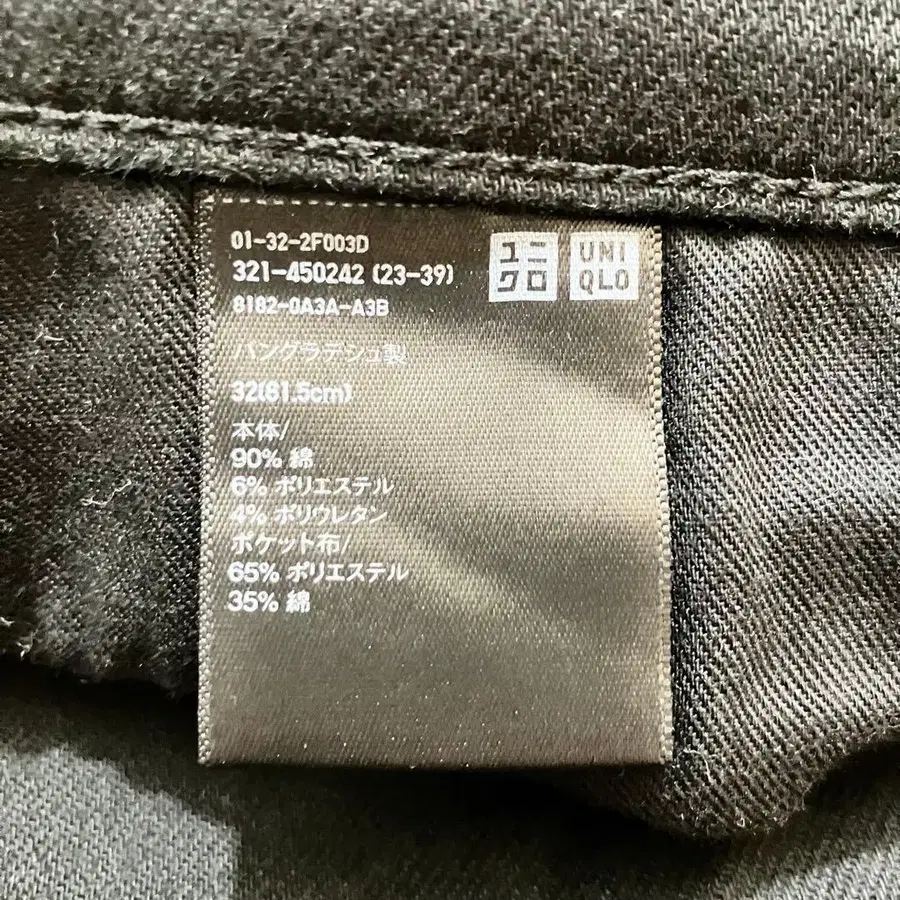 01-32-2F003D
321-450242 (23-39)
8182-0A3A-A3B
ユニ
クロ
UNI
QLO
バングラデシュ製
32(81.5cm)
本体/
90% 綿
6% ポリエステル
4% ポリウレタン
ポケット布/
65% ポリエステル
35% 綿